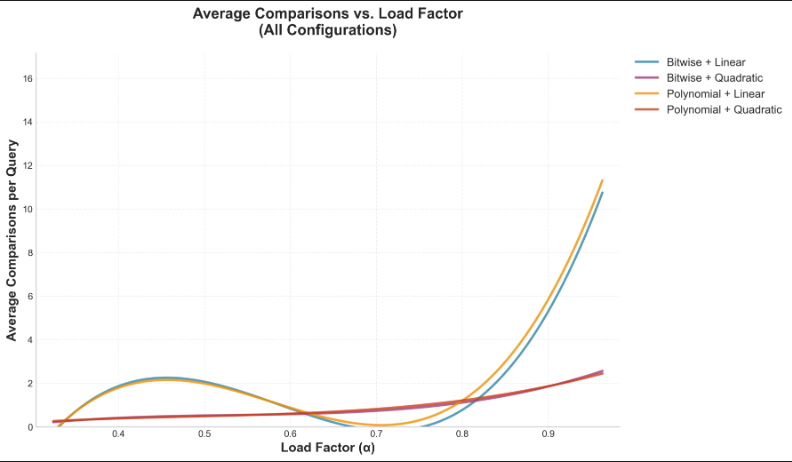 Average Comparisons vs. Load Factor
(All Configurations)
Bitwise + Linear
Bitwise + Quadratic
Polynomial + Linear
Polynomial + Quadratic
Average Comparisons per Query
16
14
12
10
8
6
4
2
0
0.4 0.5 0.6 0.7 0.8 0.9
Load Factor (α)